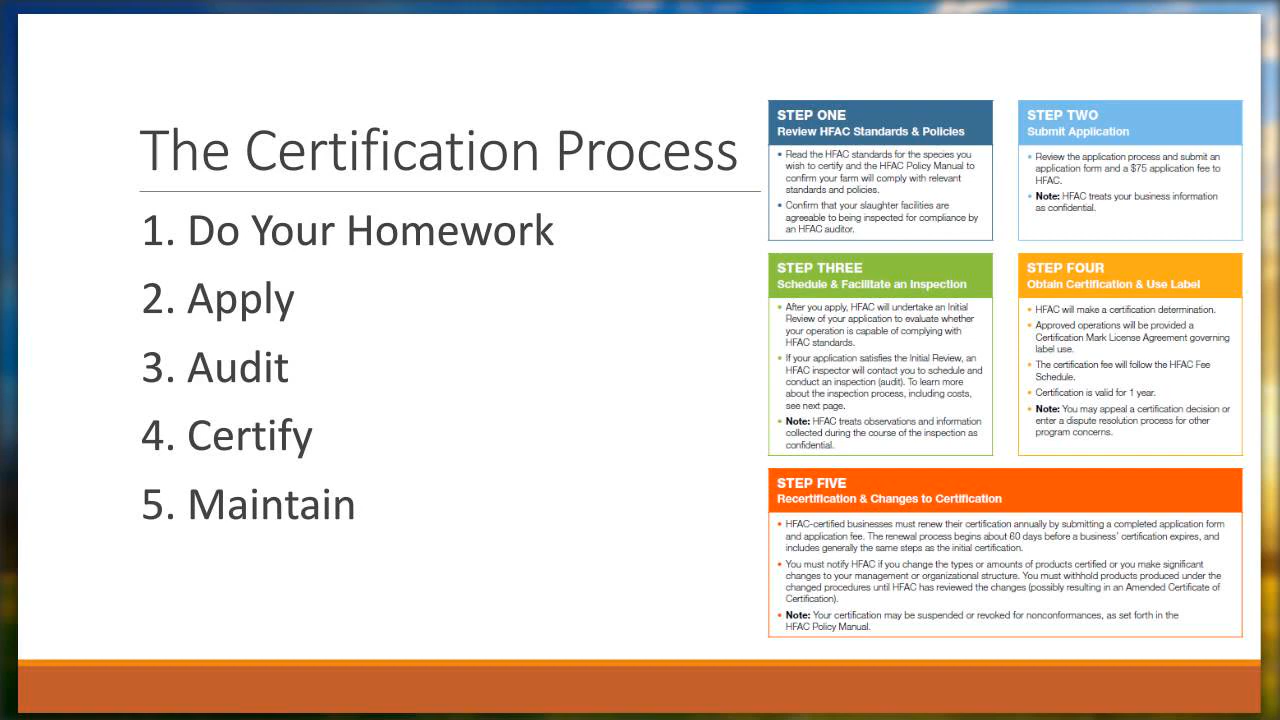 The Certification Process
1. Do Your Homework
2. Apply
3. Audit
4. Certify
5. Maintain
STEP ONE
Review HFAC Standards & Policies
• Read the HFAC standards for the species you
wish to certify and the HFAC Policy Manual to
confirm your farm will comply with relevant
standards and policies.
• Confirm that your slaughter facilities are
agreeable to being inspected for compliance by
an HFAC auditor.
STEP TWO
Submit Application
• Review the application process and submit an
application form and a $75 application fee to
HFAC.
• Note: HFAC treats your business information
as confidential.
STEP THREE
Schedule & Facilitate an Inspection
• After you apply, HFAC will undertake an Initial
Review of your application to evaluate whether
your operation is capable of complying with
HFAC standards.
• If your application satisfies the Initial Review, an
HFAC inspector will contact you to schedule and
conduct an inspection (audit). To learn more
about the inspection process, including costs,
see next page.
• Note: HFAC treats observations and information
collected during the course of the inspection as
confidential.
STEP FOUR
Obtain Certification & Use Label
• HFAC will make a certification determination.
• Approved operations will be provided a
Certification Mark License Agreement governing
label use.
• The certification fee will follow the HFAC Fee
Schedule.
• Certification is valid for 1 year.
• Note: You may appeal a certification decision or
enter a dispute resolution process for other
program concerns.
STEP FIVE
Recertification & Changes to Certification
• HFAC-certified businesses must renew their certification annually by submitting a completed application form
and application fee. The renewal process begins about 60 days before a business' certification expires, and
includes generally the same steps as the initial certification.
• You must notify HFAC if you change the types or amounts of products certified or you make significant
changes to your management or organizational structure. You must withhold products produced under the
changed procedures until HFAC has reviewed the changes (possibly resulting in an Amended Certificate of
Certification).
• Note: Your certification may be suspended or revoked for nonconformances, as set forth in the
HFAC Policy Manual.